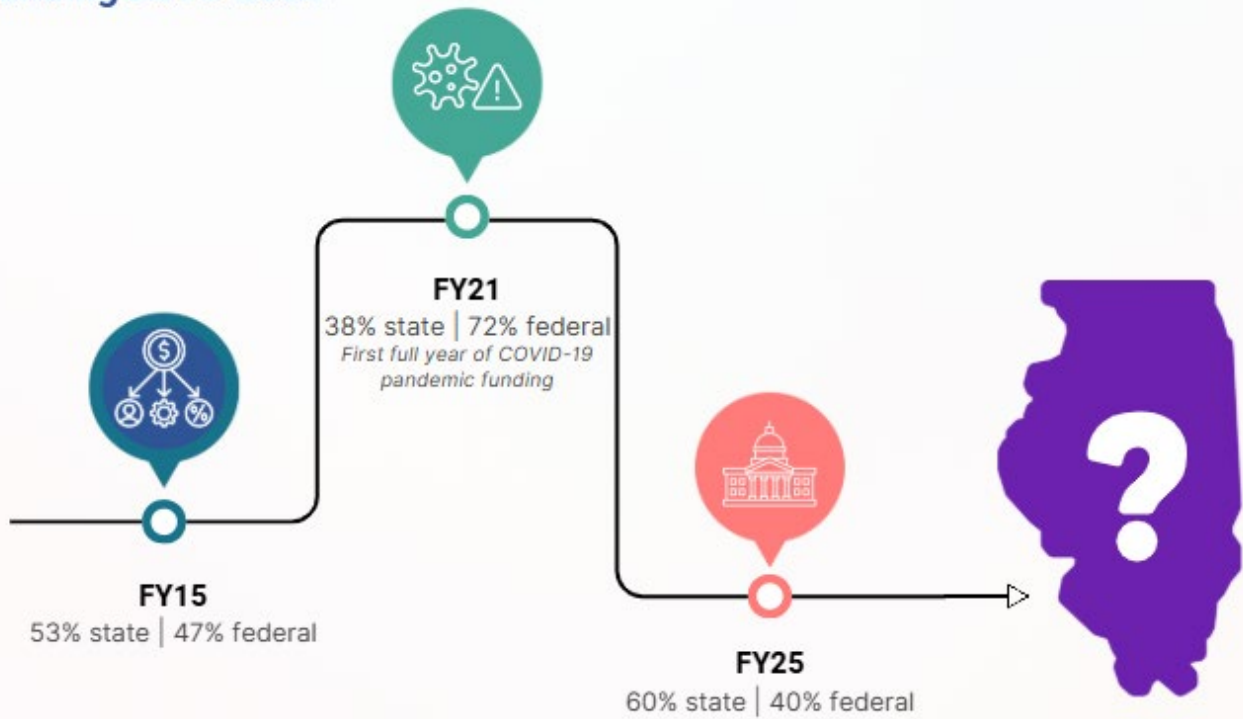 FY21
38% state | 72% federal
First full year of COVID-19
pandemic funding
FY15
53% state | 47% federal
FY25
60% state | 40% federal
?